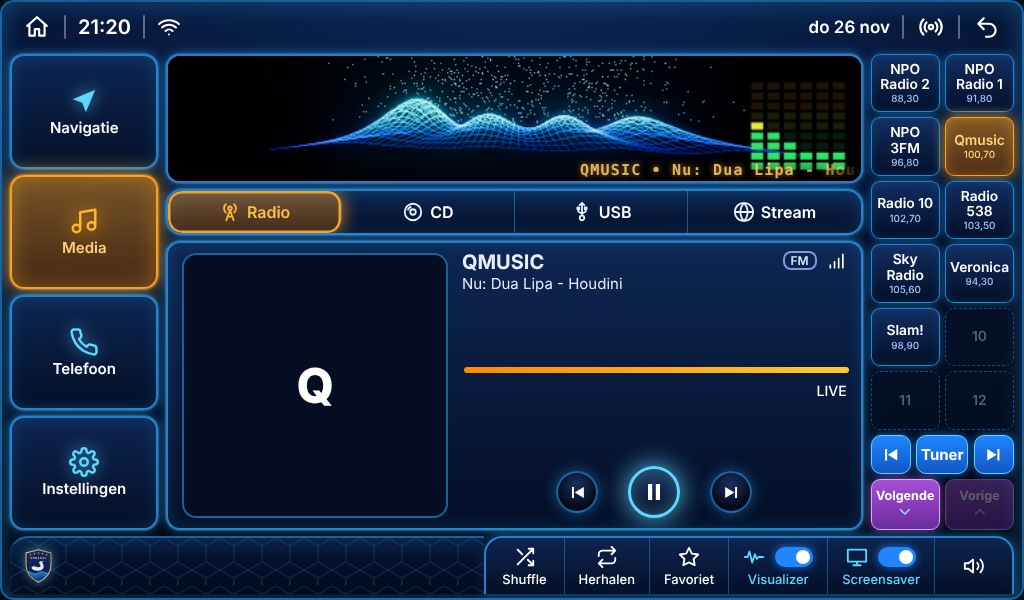 21:20
do 26 nov
Navigatie
Media
Telefoon
Instellingen
QMUSIC • Nu: Dua Lipa - Hou
Radio
CD
USB
Stream
Q
QMUSIC
FM
Nu: Dua Lipa - Houdini
LIVE
NPO
Radio 2
88,30
NPO
Radio 1
91,80
NPO
3FM
96,80
Qmusic
100,70
Radio 10
102,70
Radio
538
103,50
Sky
Radio
105,60
Veronica
94,30
Slam!
98,90
10
11
12
Tuner
Volgende
Vorige
Shuffle
Herhalen
Favoriet
Visualizer
Screensaver